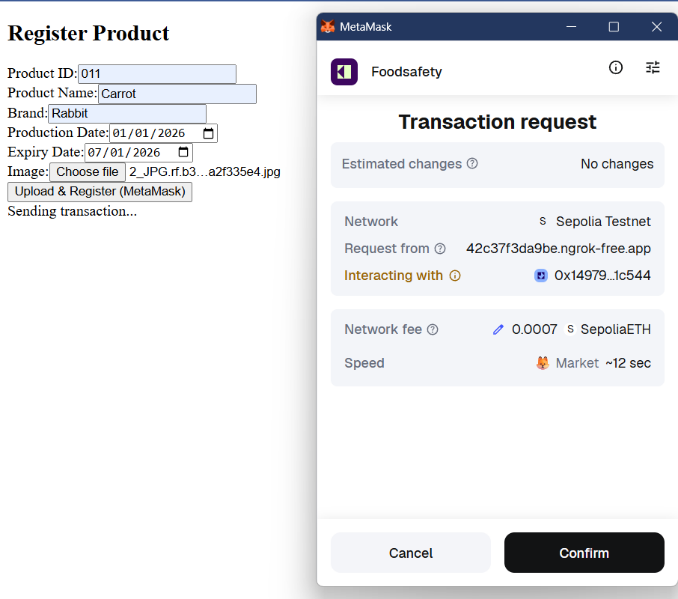 Register Product
Product ID: 011
Product Name: Carrot
Brand: Rabbit
Production Date: 01/01/2026
Expiry Date: 07/01/2026
Image: Choose file 2_JPG.rf.b3...a2f335e4.jpg
Upload & Register (MetaMask)
Sending transaction...
MetaMask
Foodsafety
Transaction request
Estimated changes No changes
Network S Sepolia Testnet
Request from 42c37f3da9be.ngrok-free.app
Interacting with 0x14979...1c544
Network fee 0.0007 S SepoliaETH
Speed Market ~12 sec
Cancel Confirm